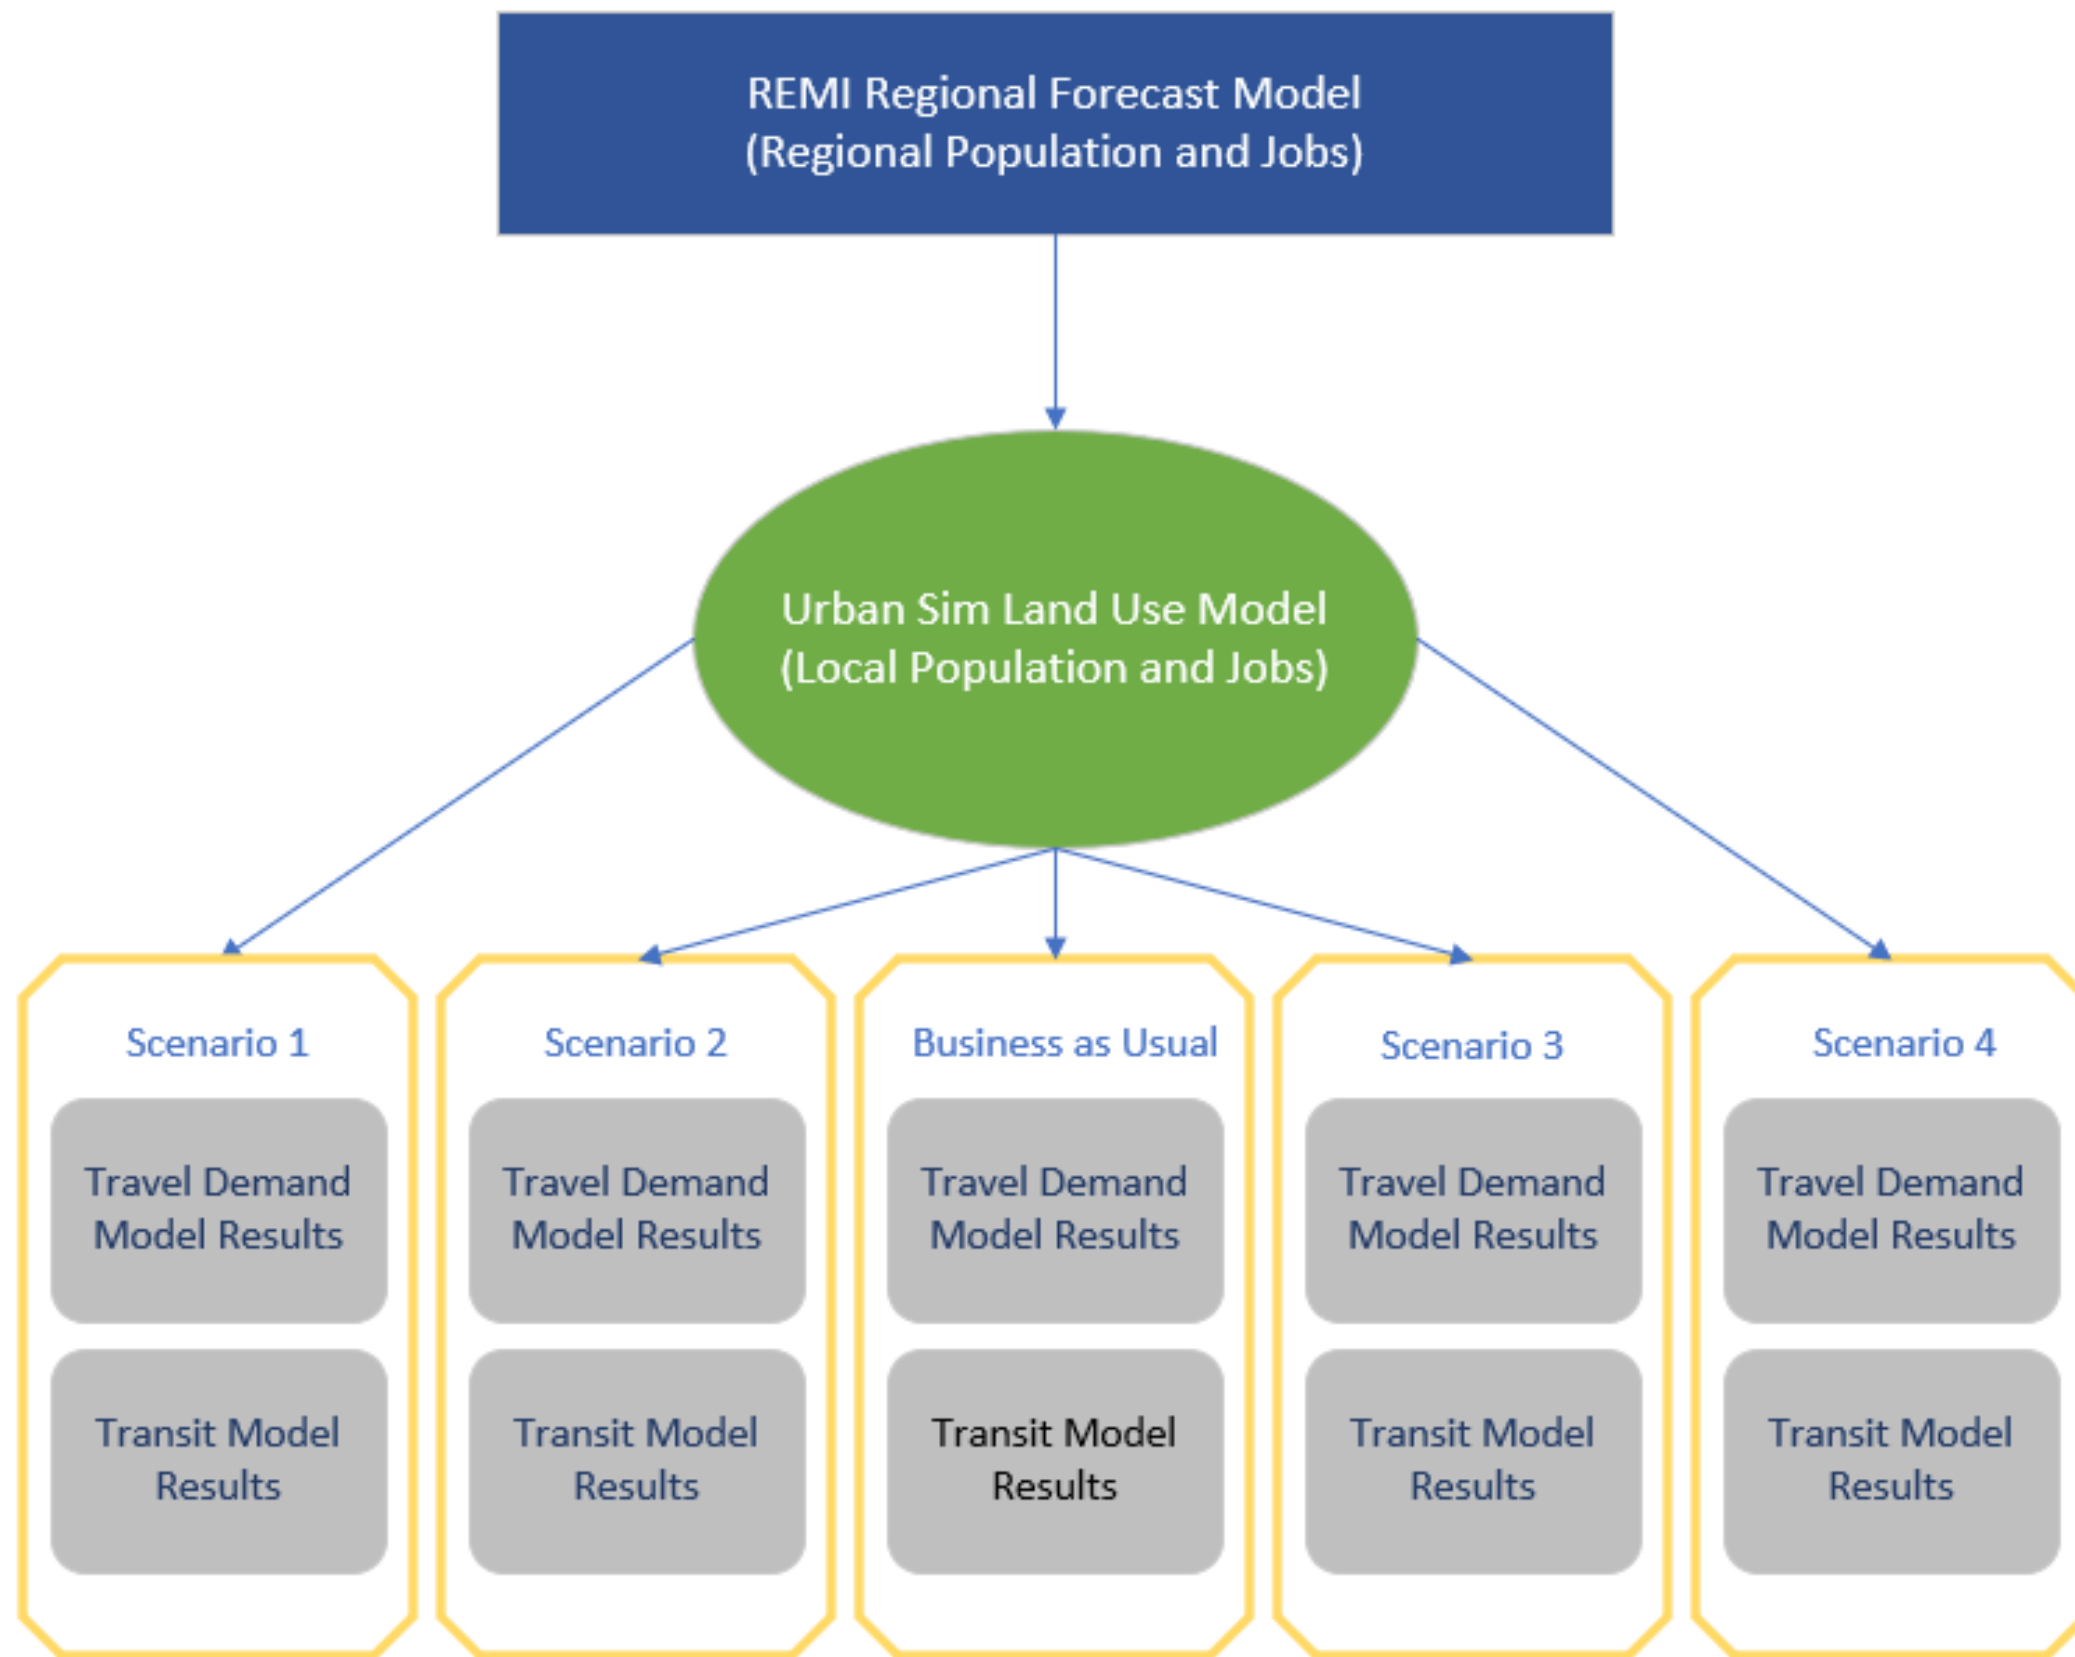 REMI Regional Forecast Model
(Regional Population and Jobs)
Urban Sim Land Use Model
(Local Population and Jobs)
Scenario 1
Travel Demand
Model Results
Transit Model
Results
Scenario 2
Travel Demand
Model Results
Transit Model
Results
Business as Usual
Travel Demand
Model Results
Transit Model
Results
Scenario 3
Travel Demand
Model Results
Transit Model
Results
Scenario 4
Travel Demand
Model Results
Transit Model
Results